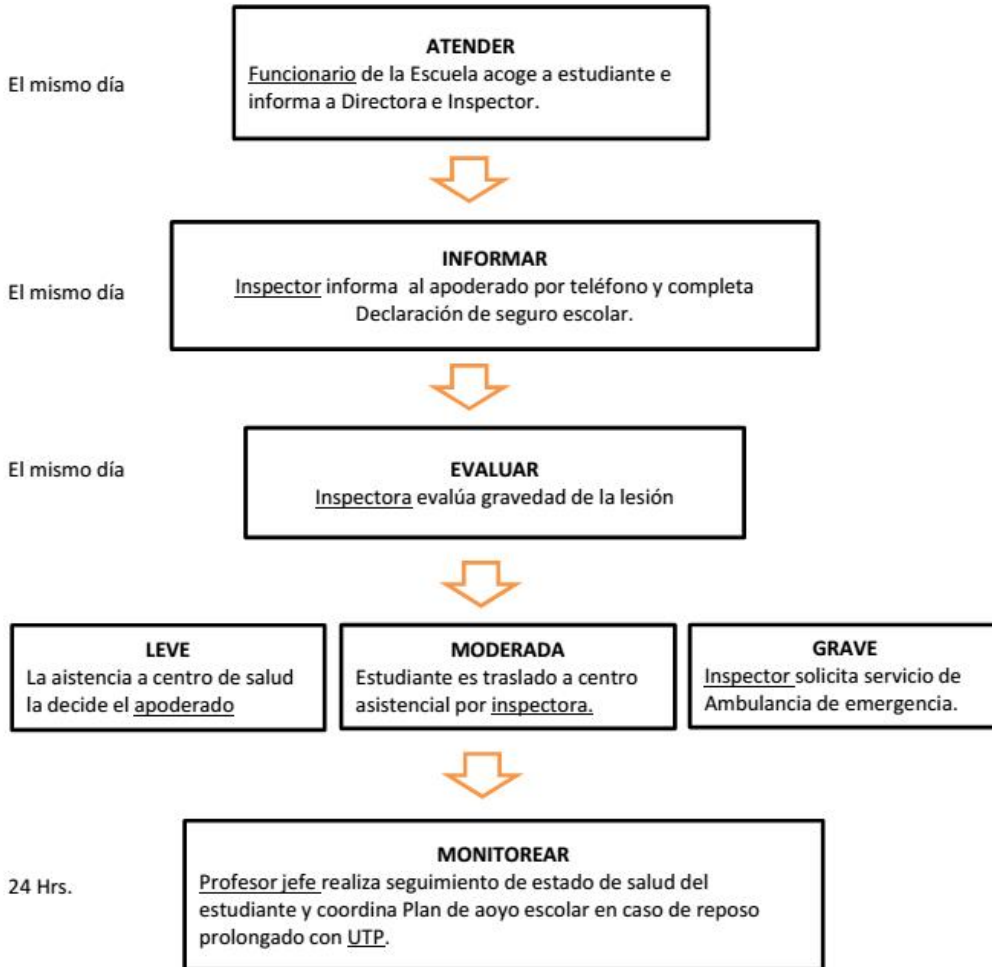 ATENDER
El mismo día
Funcionario de la Escuela acoge a estudiante e
informa a Directora e Inspector.
INFORMAR
El mismo día
Inspector informa al apoderado por teléfono y completa
Declaración de seguro escolar.
El mismo día
EVALUAR
Inspectora evalúa gravedad de la lesión
LEVE
La aistencia a centro de salud
la decide el apoderado
MODERADA
Estudiante es traslado a centro
asistencial por inspectora.
GRAVE
Inspector solicita servicio de
Ambulancia de emergencia.
MONITOREAR
24 Hrs.
Profesor jefe realiza seguimiento de estado de salud del
estudiante y coordina Plan de aoyo escolar en caso de reposo
prolongado con UTP.